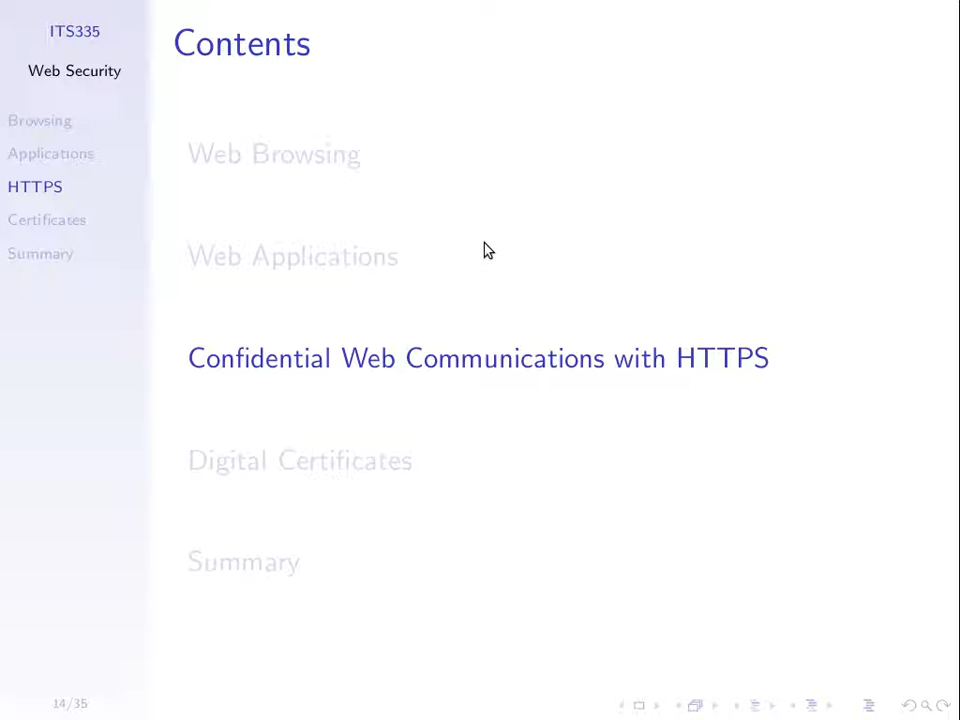 ITS335
Web Security
Browsing
Applications
HTTPS
Certificates
Summary
Contents
Web Browsing
Web Applications
Confidential Web Communications with HTTPS
Digital Certificates
Summary
14/35